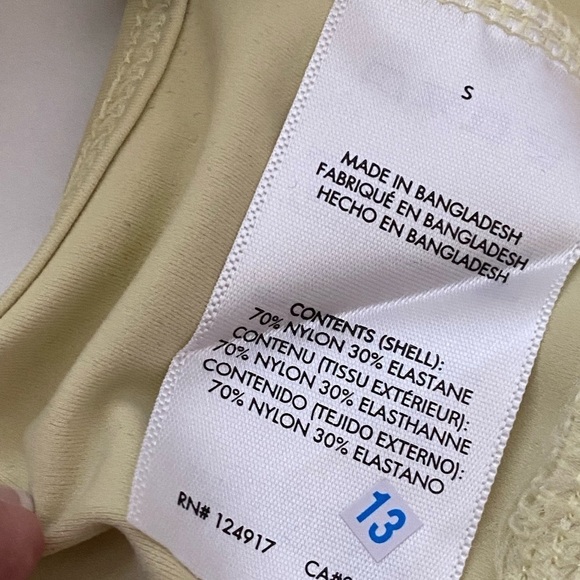 S
MADE IN BANGLADESH
FABRIQUÉ EN BANGLADESH
HECHO EN BANGLADESH
CONTENTS (SHELL):
70% NYLON 30% ELASTANE
CONTENU (TISSU EXTÉRIEUR):
70% NYLON 30% ELASTHANNE
CONTENIDO (TEJIDO EXTERNO):
70% NYLON 30% ELASTANO
13
RN# 124917
CA#